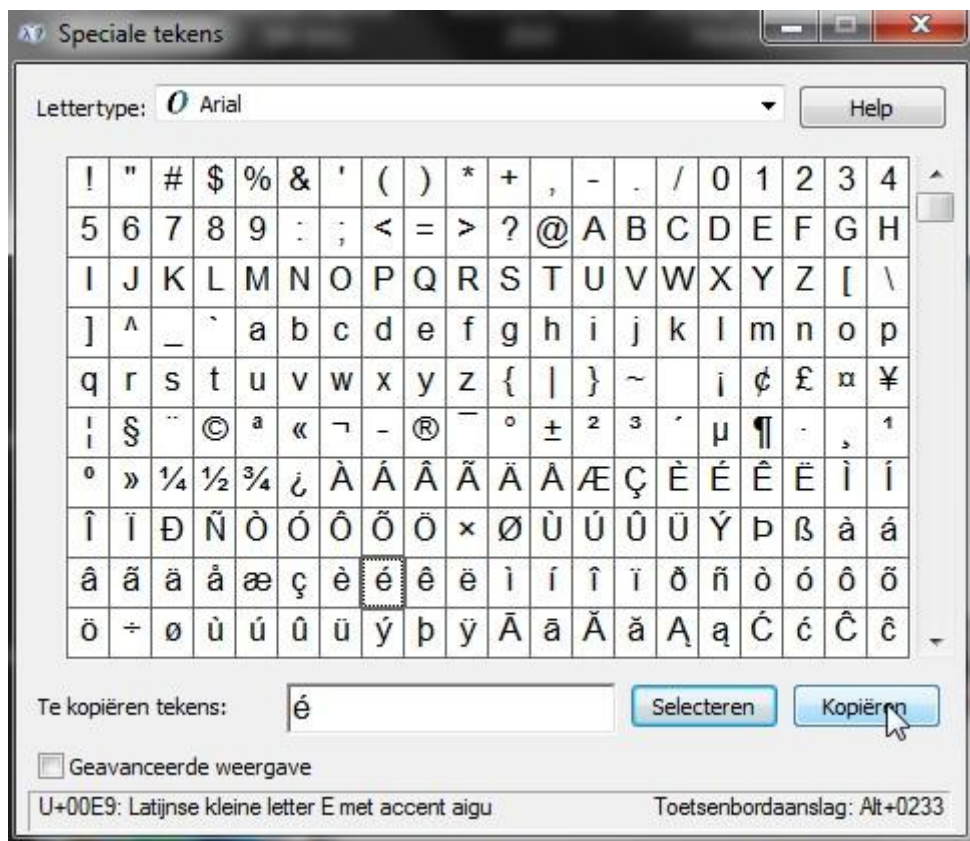 Speciale tekens
Lettertype: O Arial Help
! " # $ % & ' ( ) * + , - . / 0 1 2 3 4
5 6 7 8 9 : ; < = > ? @ A B C D E F G H
I J K L M N O P Q R S T U V W X Y Z [ \
] ^ _ ` a b c d e f g h i j k l m n o p
q r s t u v w x y z { | } ~ ¡ ¢ £ ¤ ¥
¦ § ¨ © ª « ¬ - ® ¯ ° ± ² ³ ´ µ ¶ · ¸ ¹
º » ¼ ½ ¾ ¿ À Á Â Ã Ä Å Æ Ç È É Ê Ë Ì Í
Î Ï Ð Ñ Ò Ó Ô Õ Ö × Ø Ù Ú Û Ü Ý Þ ß à á
â ã ä å æ ç è é ê ë ì í î ï ð ñ ò ó ô õ
ö ÷ ø ù ú û ü ý þ ÿ Ā ā Ă ă Ą ą Ć ć Ĉ ĉ
Te kopiëren tekens: é Selecteren Kopiëren
Geavanceerde weergave
U+00E9: Latijnse kleine letter E met accent aigu Toetsenbordaanslag: Alt+0233